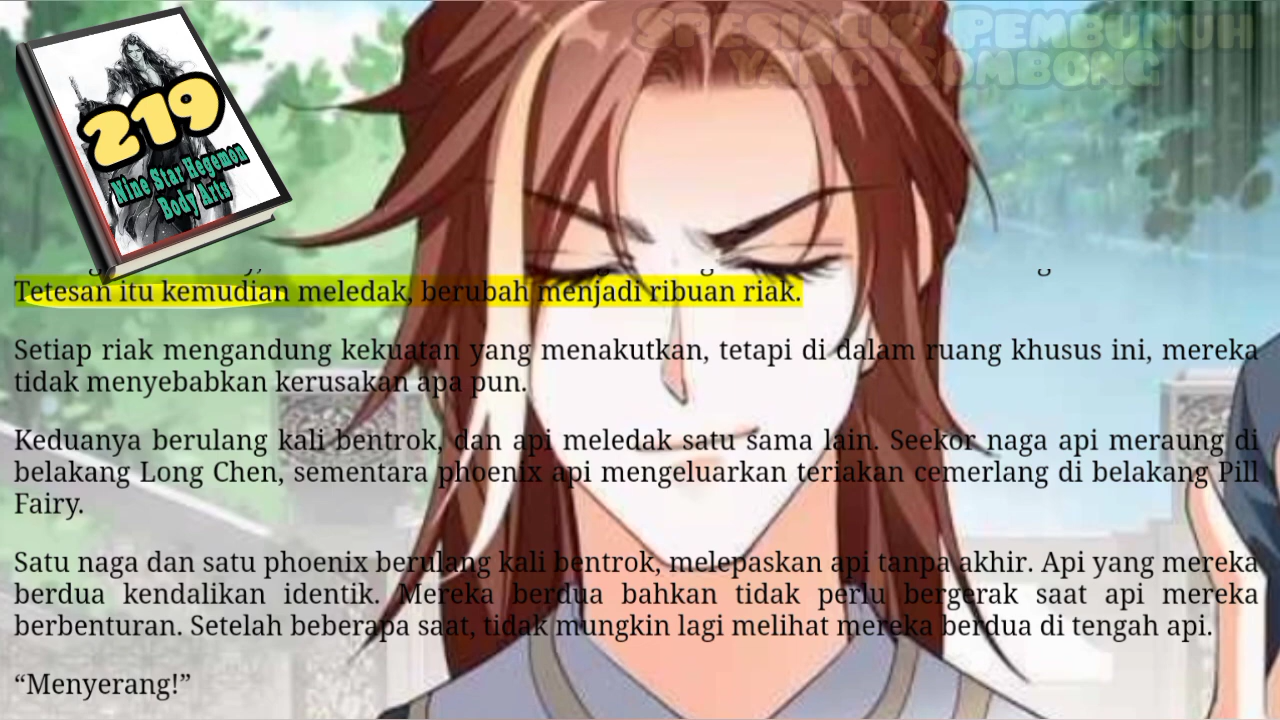 SPESIALIS PEMBUNUH
YANG SOMBONG
219
Nine Star Hegemon
Body Arts
Tetesan itu kemudian meledak, berubah menjadi ribuan riak.
Setiap riak mengandung kekuatan yang menakutkan, tetapi di dalam ruang khusus ini, mereka
tidak menyebabkan kerusakan apa pun.
Keduanya berulang kali bentrok, dan api meledak satu sama lain. Seekor naga api meraung di
belakang Long Chen, sementara phoenix api mengeluarkan teriakan cemerlang di belakang Pill
Fairy.
Satu naga dan satu phoenix berulang kali bentrok, melepaskan api tanpa akhir. Api yang mereka
berdua kendalikan identik. Mereka berdua bahkan tidak perlu bergerak saat api mereka
berbenturan. Setelah beberapa saat, tidak mungkin lagi melihat mereka berdua di tengah api.
“Menyerang!”